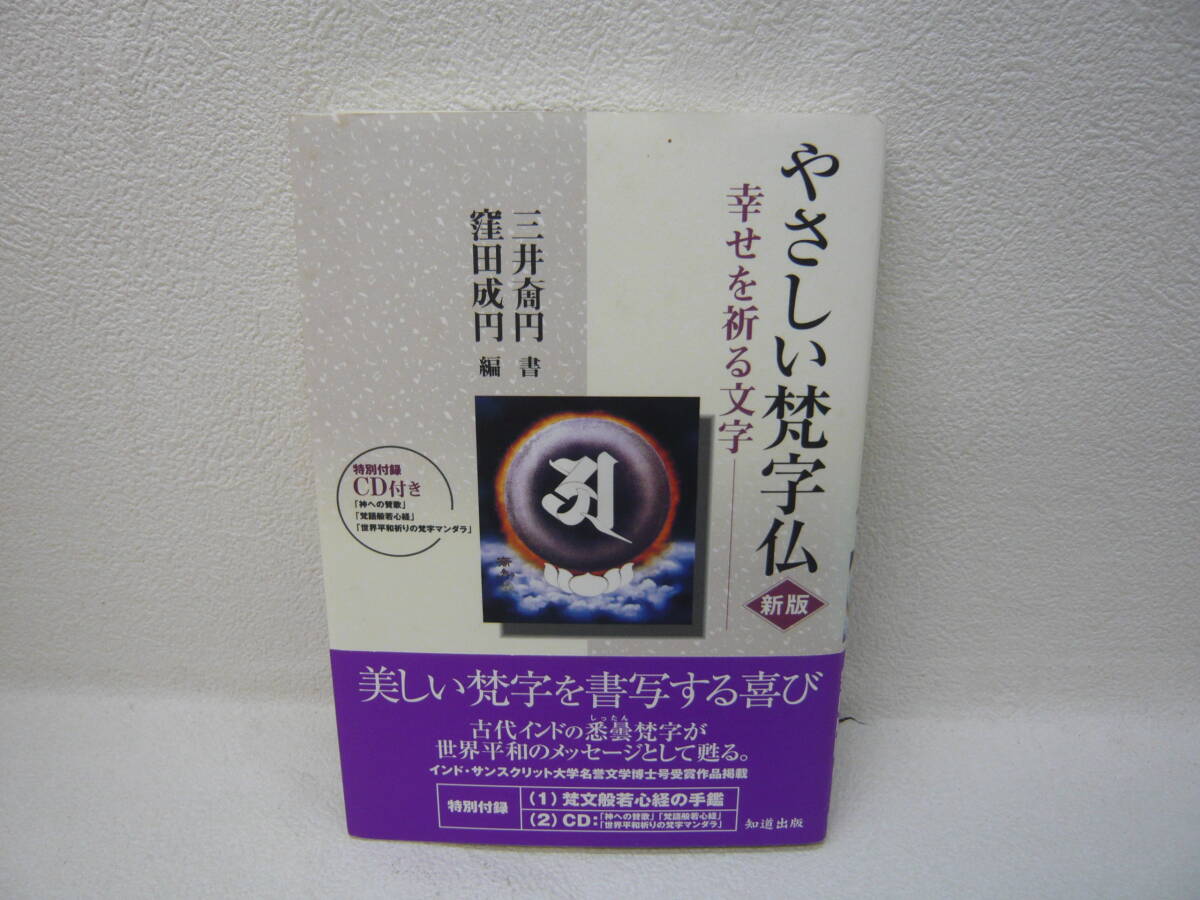 やさしい梵字仏
新版
幸せを祈る文字
三井奝円 書
窪田成円 編
特別付録
CD付き
「神への賛歌」
「梵語般若心経」
「世界平和祈りの梵字マンダラ」
美しい梵字を書写する喜び
しったん
古代インドの悉曇梵字が
世界平和のメッセージとして甦る。
インド・サンスクリット大学名誉文学博士号受賞作品掲載
特別付録
(1) 梵文般若心経の手鑑
(2) CD:「神への賛歌」「梵語般若心経」
「世界平和祈りの梵字マンダラ」
知道出版